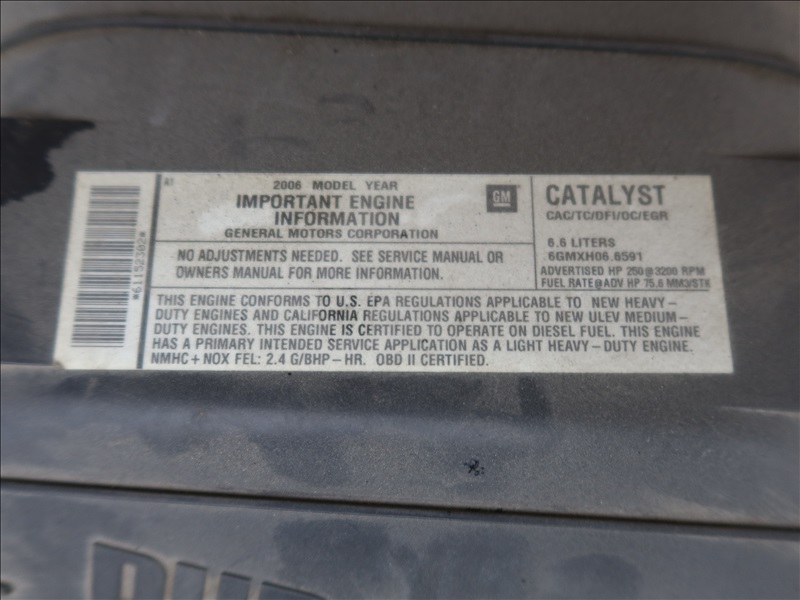 *61152302*
A1
2006 MODEL YEAR
IMPORTANT ENGINE
INFORMATION
GENERAL MOTORS CORPORATION
GM
NO ADJUSTMENTS NEEDED. SEE SERVICE MANUAL OR
OWNERS MANUAL FOR MORE INFORMATION.
CATALYST
CAC/TC/DFI/OC/EGR
6.6 LITERS
6GMXH06.6591
ADVERTISED HP 250@3200 RPM
FUEL RATE@ADV HP 75.6 MM3/STK
THIS ENGINE CONFORMS TO U.S. EPA REGULATIONS APPLICABLE TO NEW HEAVY-
DUTY ENGINES AND CALIFORNIA REGULATIONS APPLICABLE TO NEW ULEV MEDIUM-
DUTY ENGINES. THIS ENGINE IS CERTIFIED TO OPERATE ON DIESEL FUEL. THIS ENGINE
HAS A PRIMARY INTENDED SERVICE APPLICATION AS A LIGHT HEAVY-DUTY ENGINE.
NMHC+NOX FEL: 2.4 G/BHP-HR. OBD II CERTIFIED.